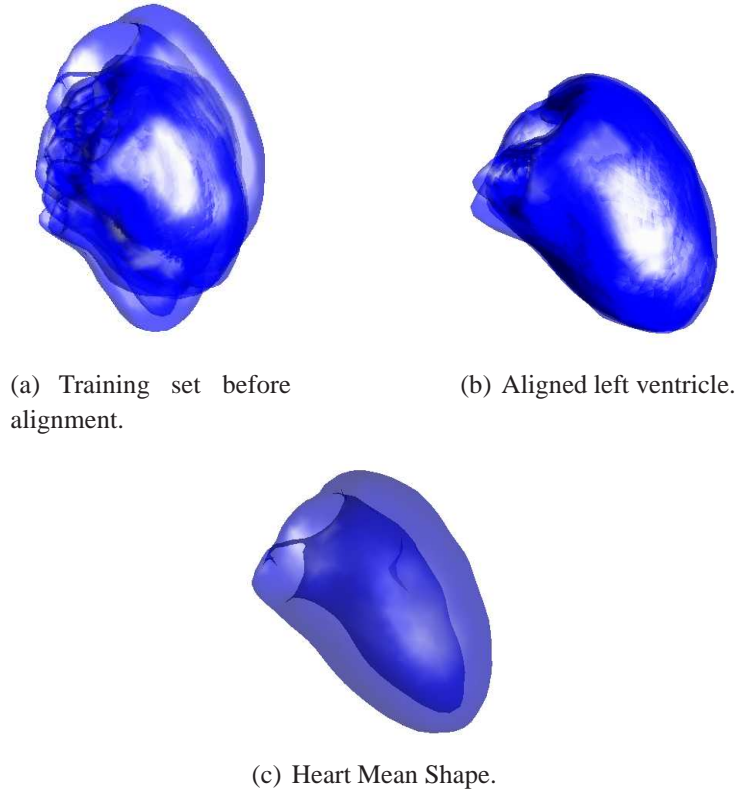 (a) Training set before
alignment.
(b) Aligned left ventricle.
(c) Heart Mean Shape.